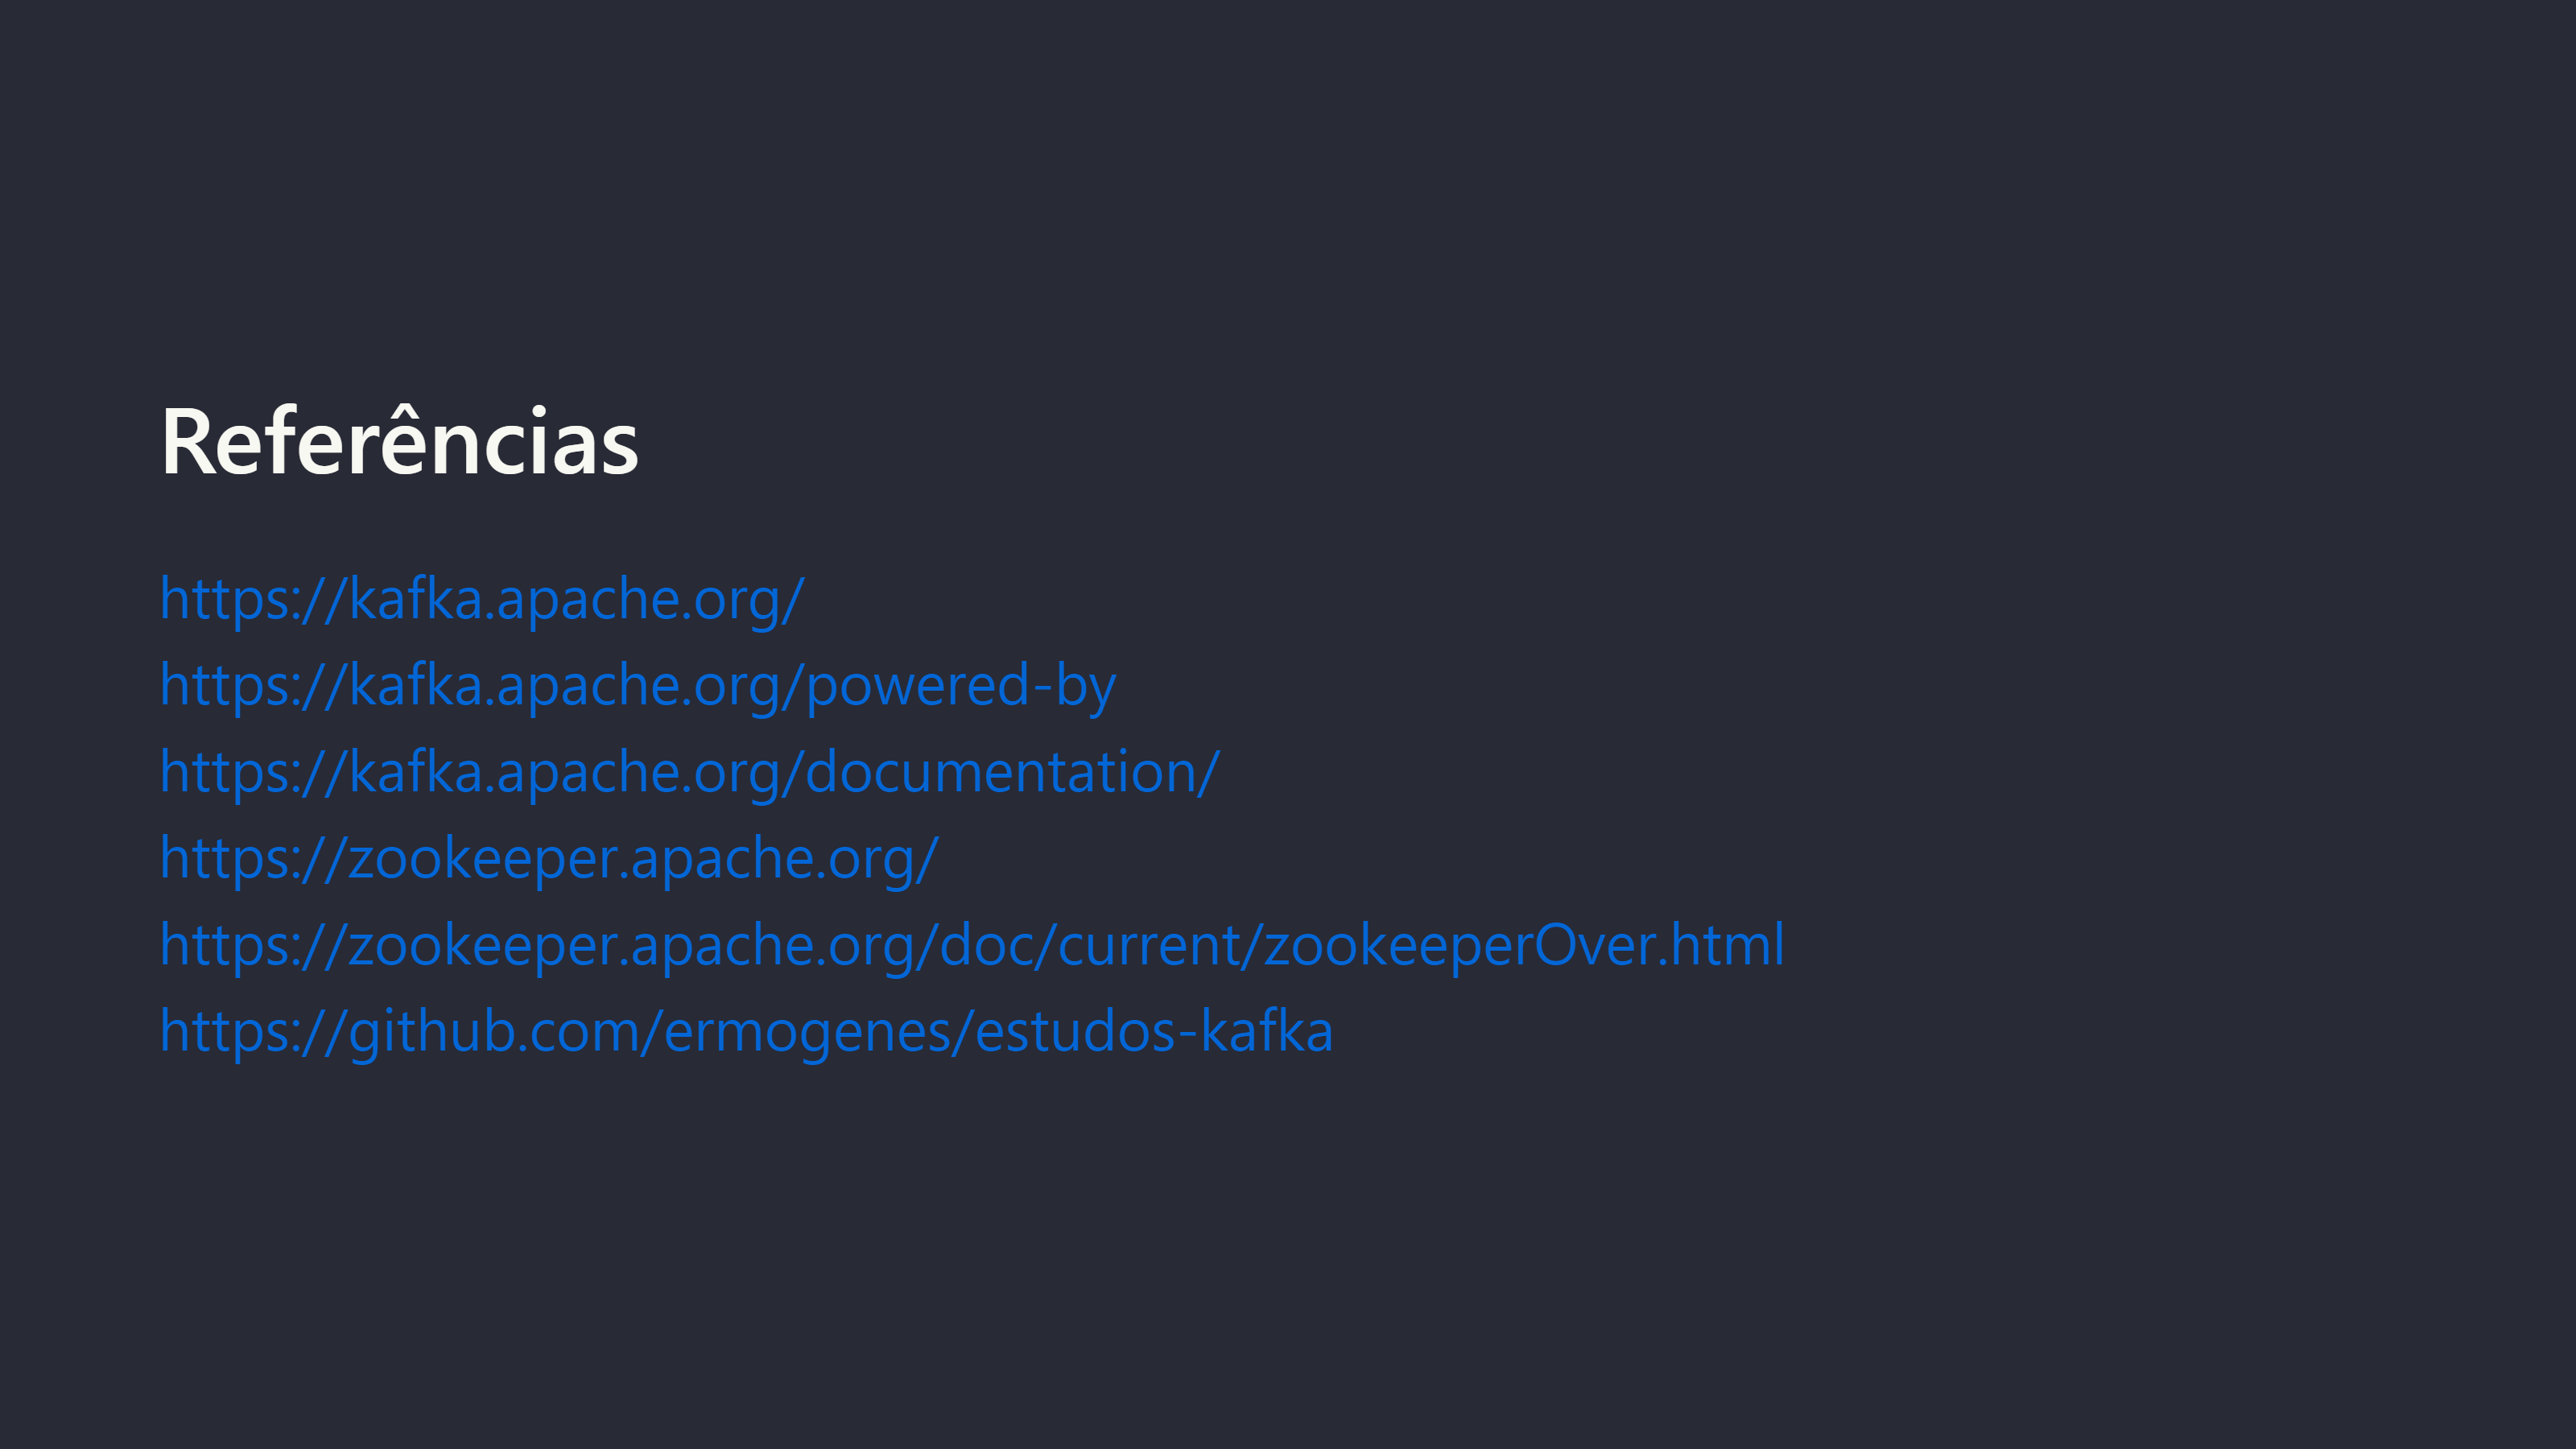 Referências
https://kafka.apache.org/
https://kafka.apache.org/powered-by
https://kafka.apache.org/documentation/
https://zookeeper.apache.org/
https://zookeeper.apache.org/doc/current/zookeeperOver.html
https://github.com/ermogenes/estudos-kafka